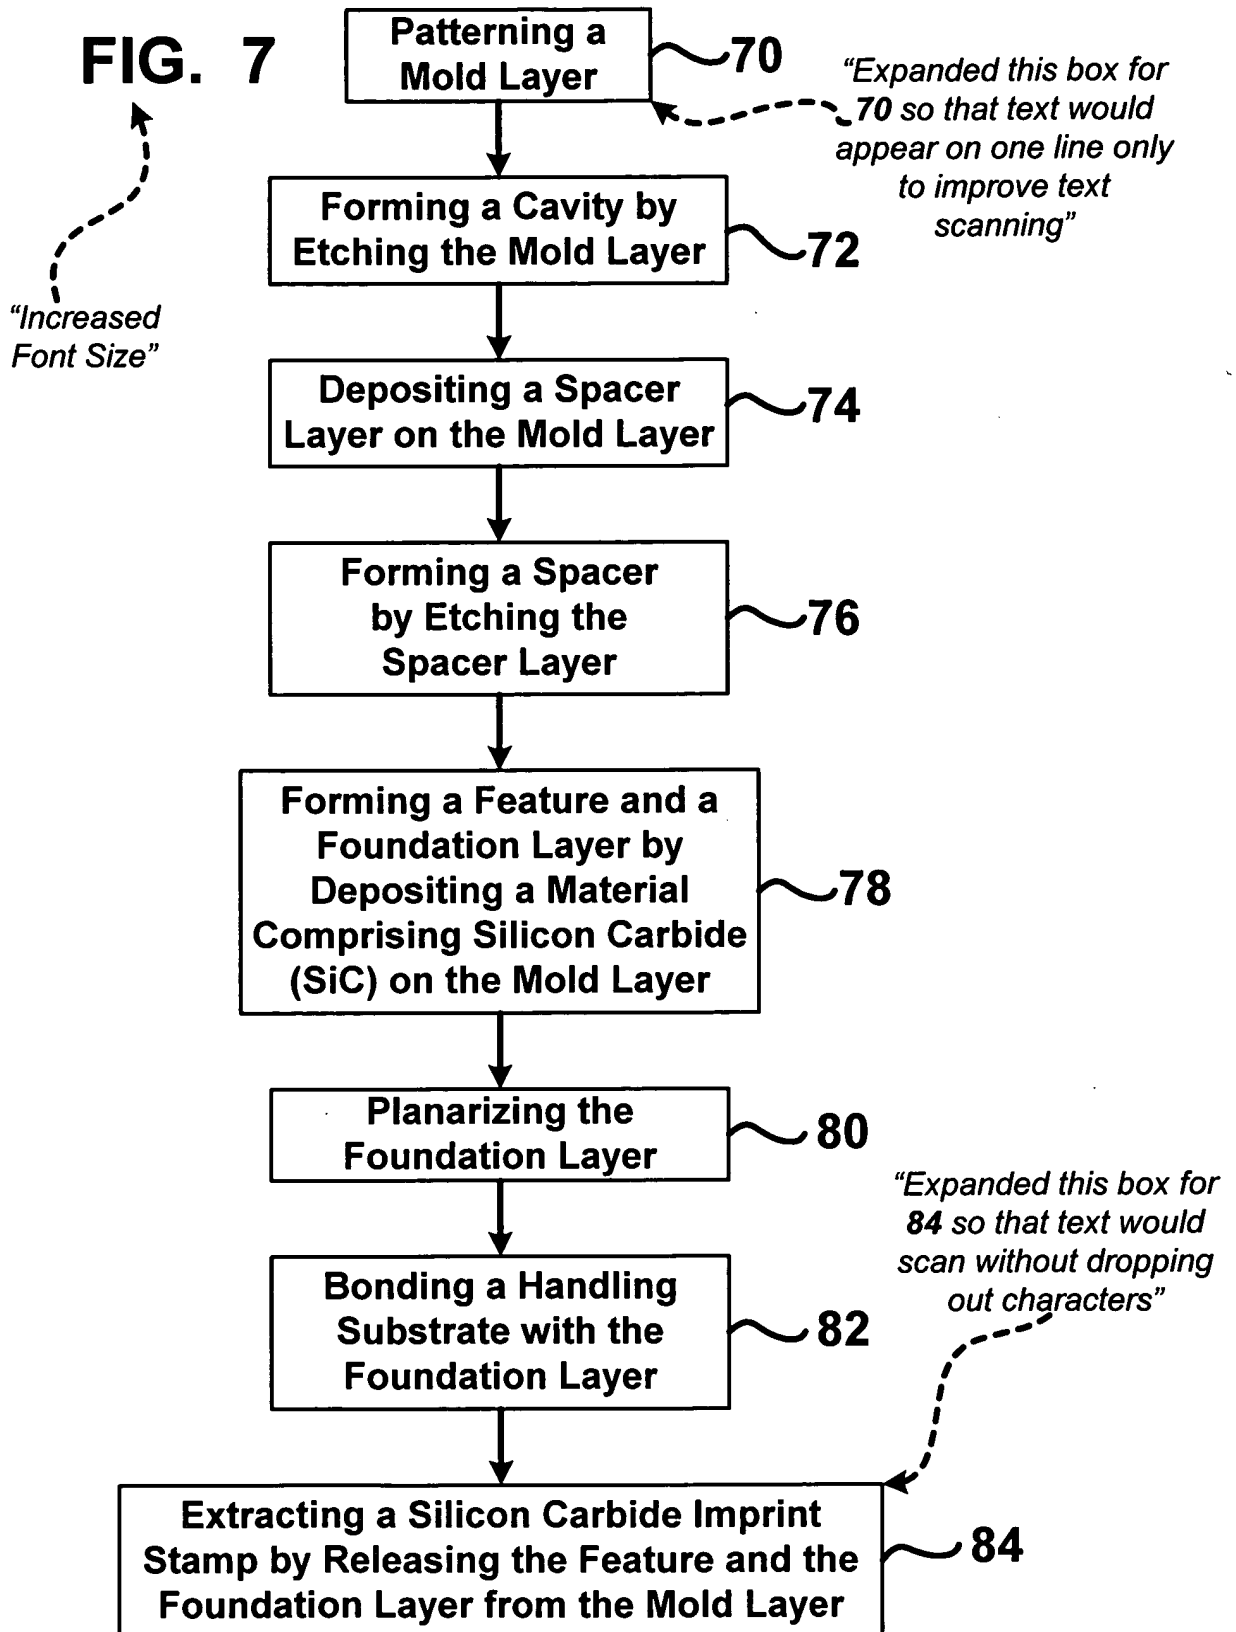 FIG. 7
Patterning a
Mold Layer
70
"Expanded this box for
70 so that text would
appear on one line only
to improve text
scanning"
Forming a Cavity by
Etching the Mold Layer
72
"Increased
Font Size"
Depositing a Spacer
Layer on the Mold Layer
74
Forming a Spacer
by Etching the
Spacer Layer
76
Forming a Feature and a
Foundation Layer by
Depositing a Material
Comprising Silicon Carbide
(SiC) on the Mold Layer
78
Planarizing the
Foundation Layer
80
"Expanded this box for
84 so that text would
scan without dropping
out characters"
Bonding a Handling
Substrate with the
Foundation Layer
82
Extracting a Silicon Carbide Imprint
Stamp by Releasing the Feature and the
Foundation Layer from the Mold Layer
84